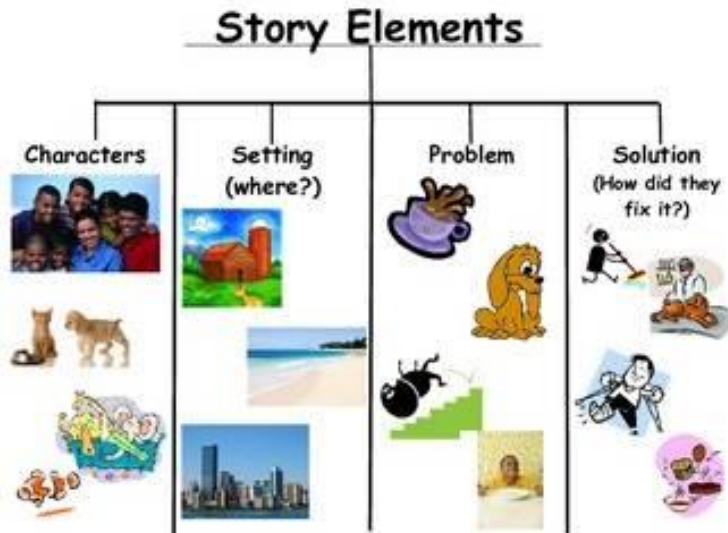 Story Elements
Characters
Setting
(where?)
Problem
Solution
(How did they
fix it?)